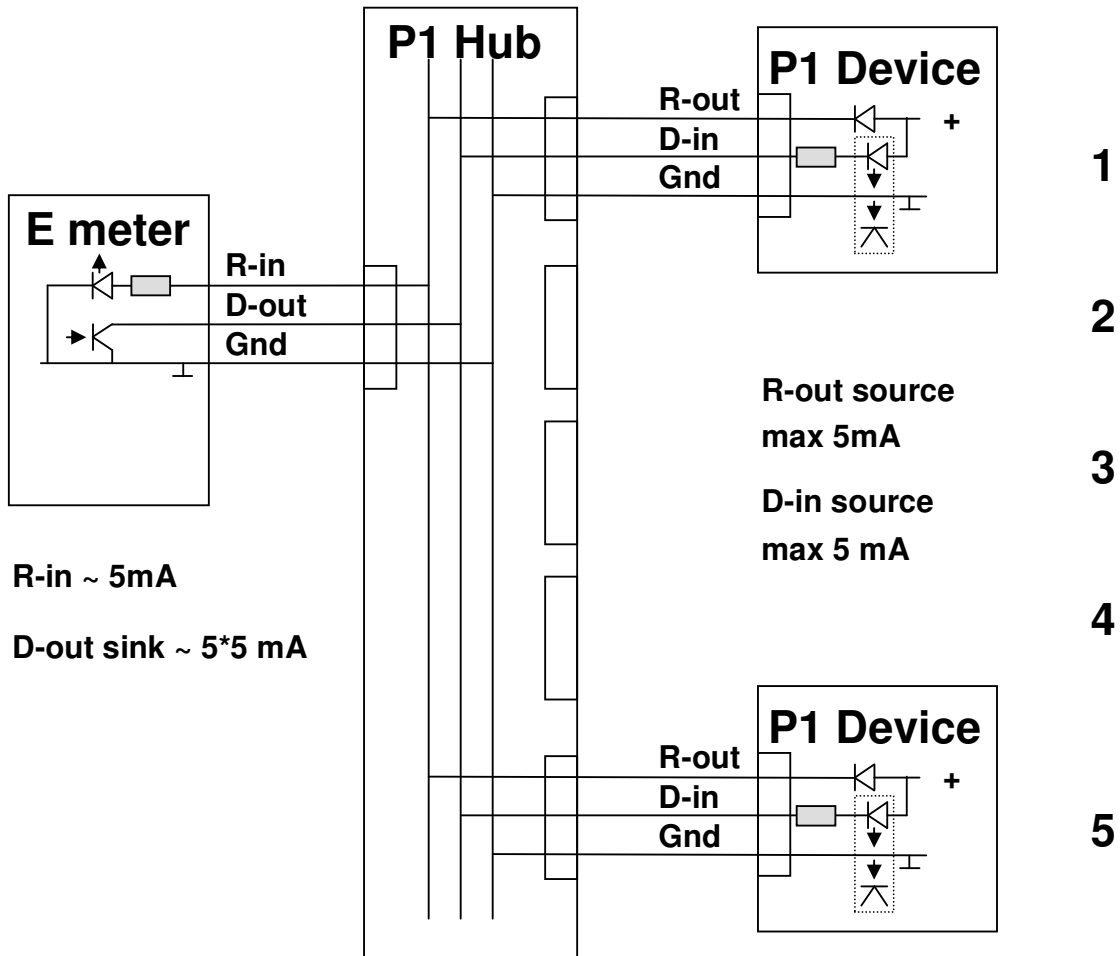 P1 Hub
P1 Device
R-out
D-in
Gnd
+
1
E meter
R-in
D-out
Gnd
2
R-out source
max 5mA
3
D-in source
max 5 mA
R-in ~ 5mA
D-out sink ~ 5*5 mA
4
P1 Device
R-out
D-in
Gnd
+
5